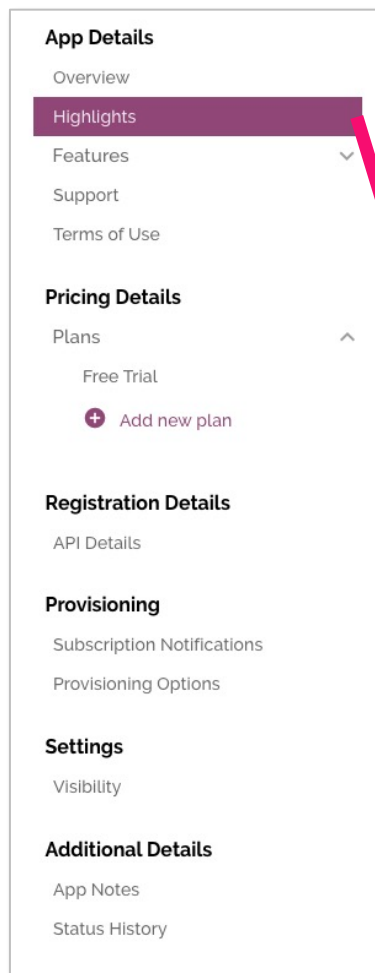 App Details
Overview
Highlights
Features
Support
Terms of Use
Pricing Details
Plans
Free Trial
Add new plan
Registration Details
API Details
Provisioning
Subscription Notifications
Provisioning Options
Settings
Visibility
Additional Details
App Notes
Status History